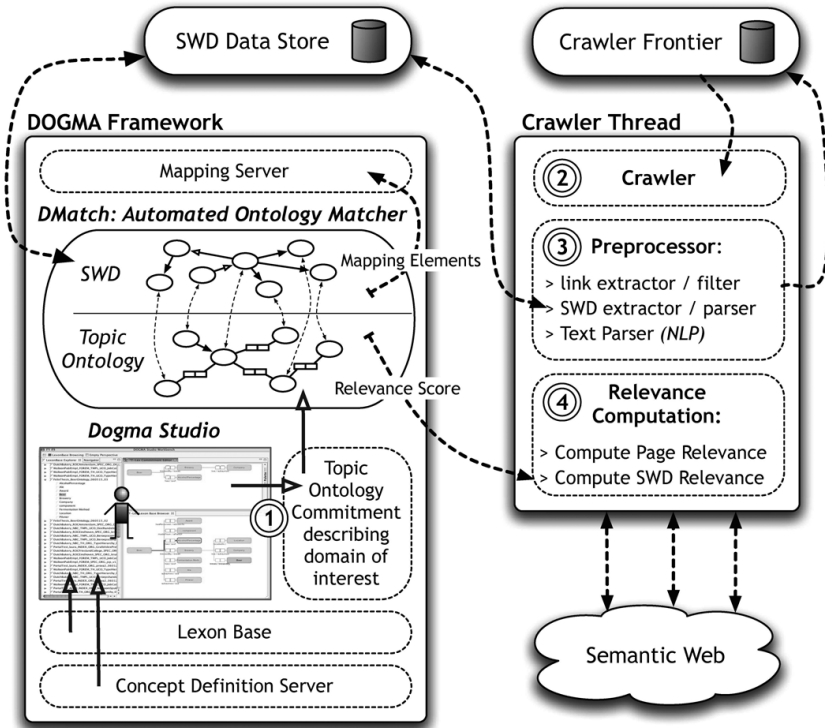 SWD Data Store
Crawler Frontier
DOGMA Framework
Crawler Thread
Mapping Server
DMatch: Automated Ontology Matcher
SWD
Mapping Elements
Topic
Ontology
Relevance Score
Dogma Studio
1
Topic
Ontology
Commitment
describing
domain of
interest
Lexon Base
Concept Definition Server
2
Crawler
3
Preprocessor:
> link extractor / filter
> SWD extractor / parser
> Text Parser (NLP)
4
Relevance
Computation:
> Compute Page Relevance
> Compute SWD Relevance
Semantic Web